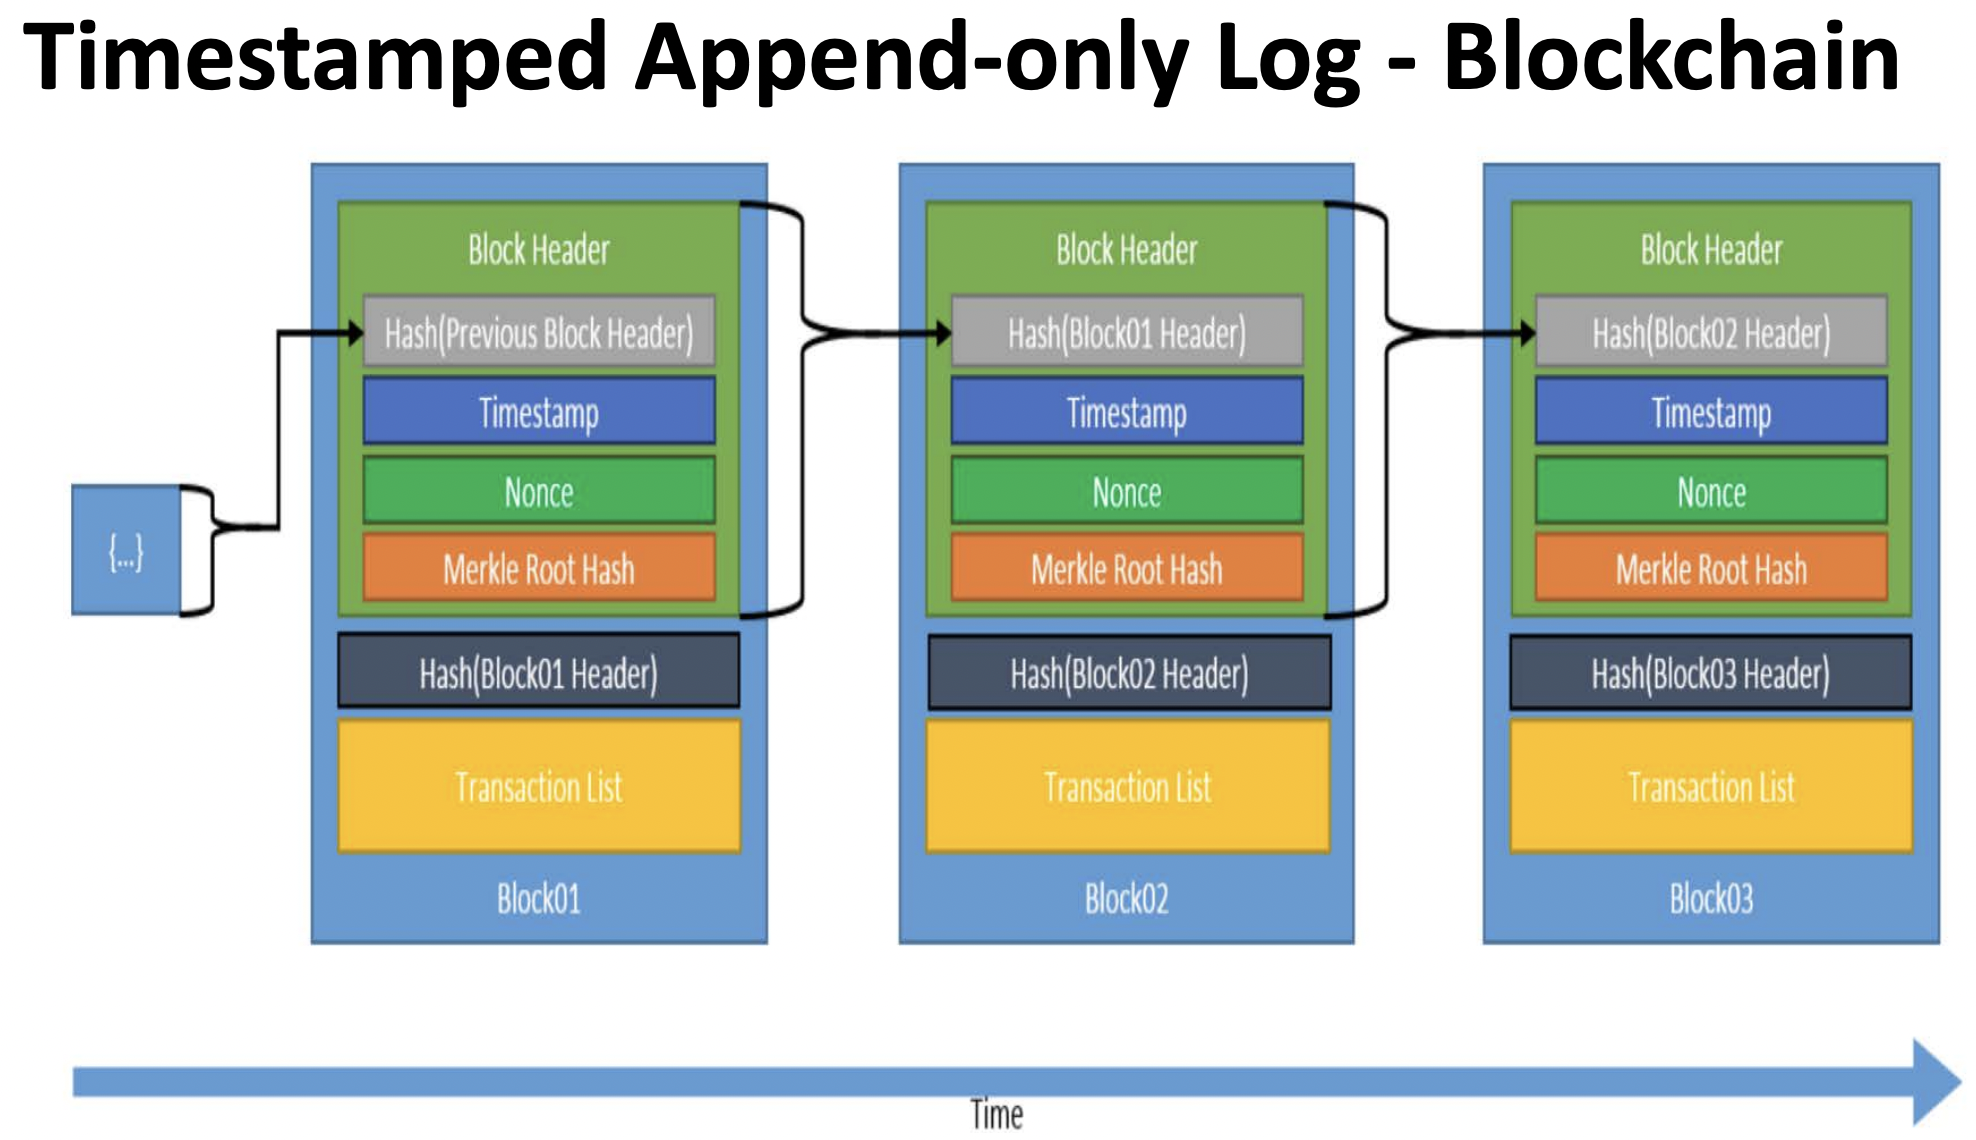 Timestamped Append-only Log - Blockchain
{...}
Block Header
Hash(Previous Block Header)
Timestamp
Nonce
Merkle Root Hash
Hash(Block01 Header)
Transaction List
Block01
Block Header
Hash(Block01 Header)
Timestamp
Nonce
Merkle Root Hash
Hash(Block02 Header)
Transaction List
Block02
Block Header
Hash(Block02 Header)
Timestamp
Nonce
Merkle Root Hash
Hash(Block03 Header)
Transaction List
Block03
Time